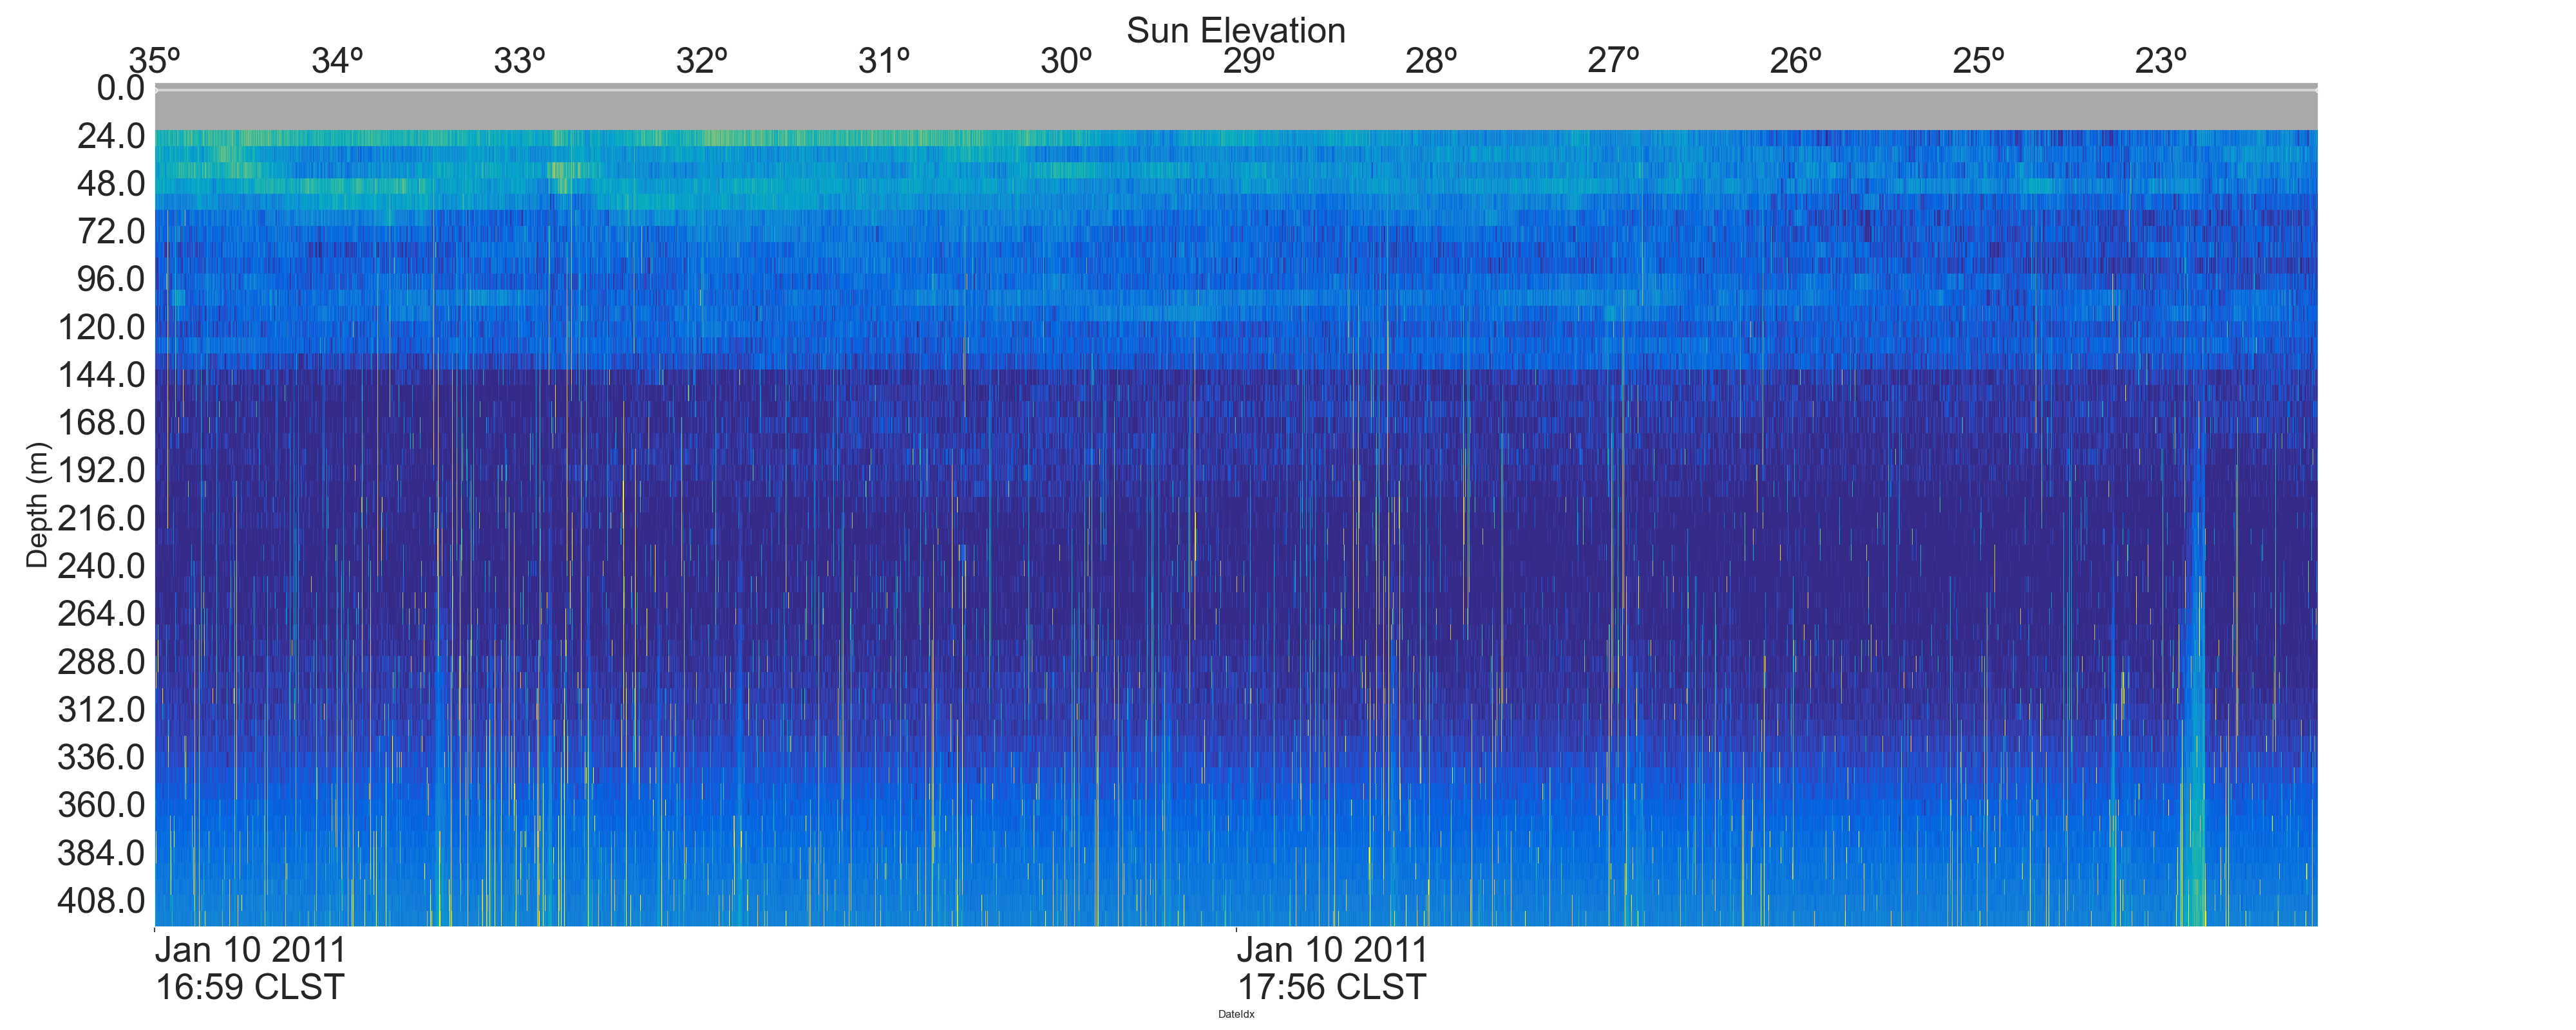 Sun Elevation
35º 34º 33º 32º 31º 30º 29º 28º 27º 26º 25º 23º
0.0
24.0
48.0
72.0
96.0
120.0
144.0
168.0
192.0
216.0
240.0
264.0
288.0
312.0
336.0
360.0
384.0
408.0
Depth (m)
Jan 10 2011
16:59 CLST
Jan 10 2011
17:56 CLST
DateIdx